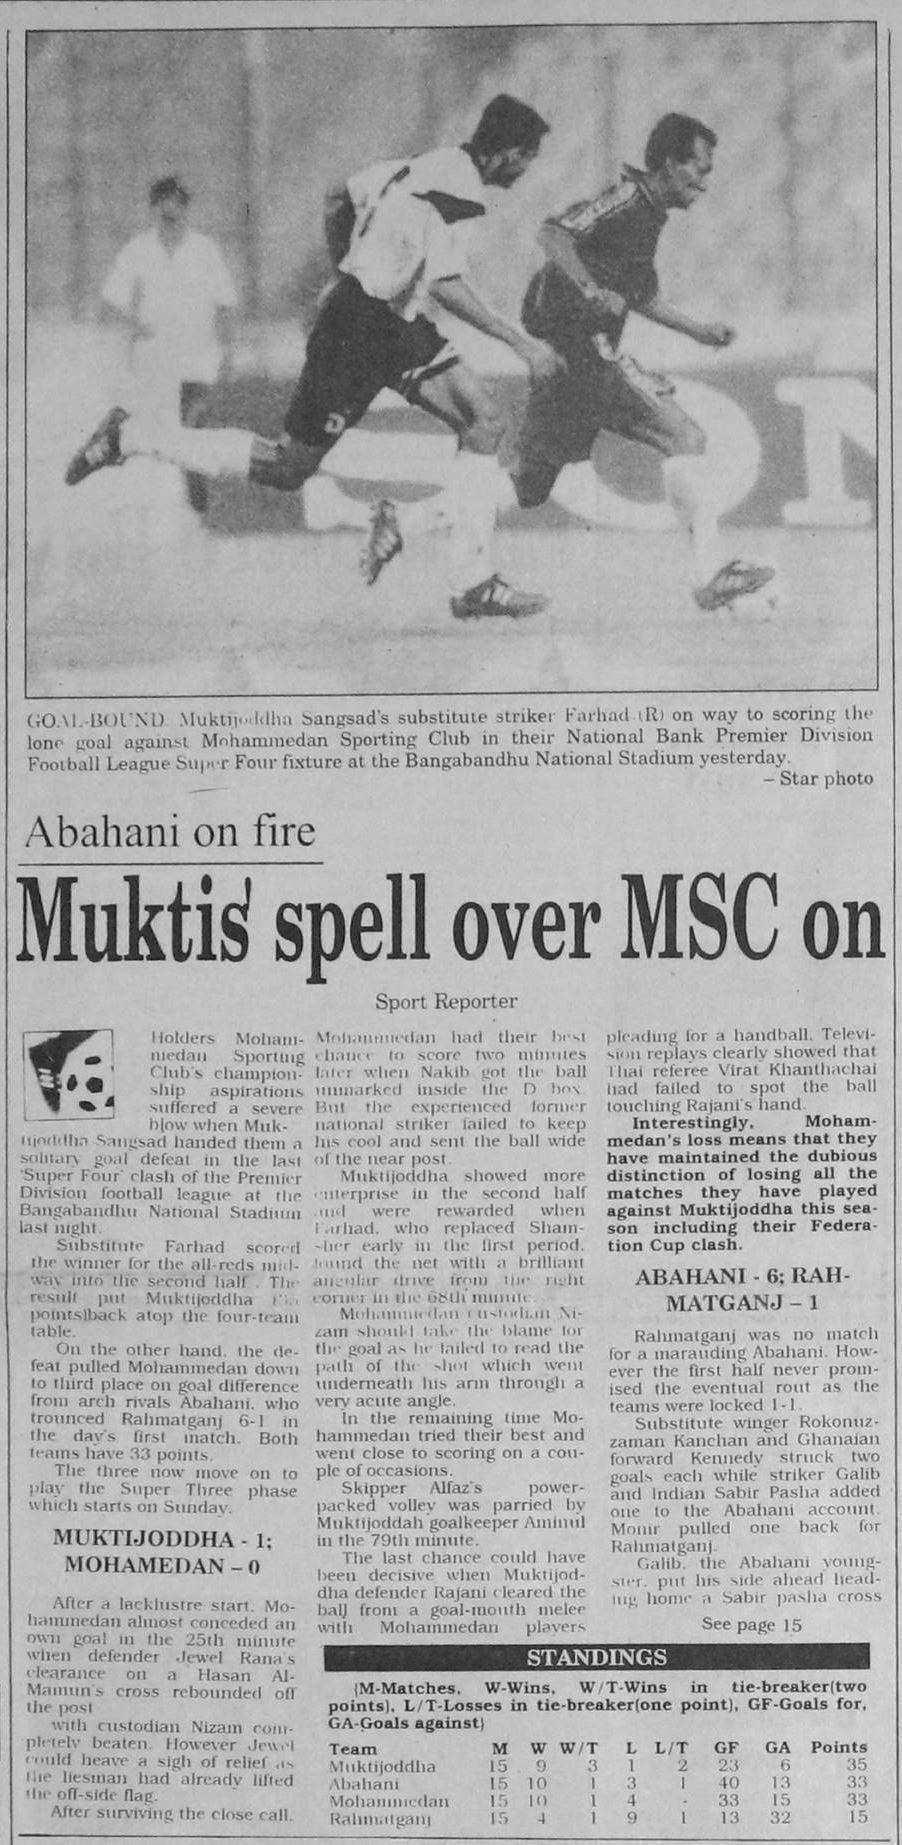 GOAL-BOUND Muktijoddha Sangsad's substitute striker Farhad (R) on way to scoring the
lone goal against Mohammedan Sporting Club in their National Bank Premier Division
Football League Super Four fixture at the Bangabandhu National Stadium yesterday.
– Star photo
Abahani on fire
Muktis' spell over MSC on
Sport Reporter
Holders Moham-
medan Sporting
Club's champion-
ship aspirations
suffered a severe
blow when Muk-
tijoddha Sangsad handed them a
solitary goal defeat in the last
'Super Four' clash of the Premier
Division football league at the
Bangabandhu National Stadium
last night.
Substitute Farhad scored
the winner for the all-reds mid-
way into the second half . The
result put Muktijoddha
points)back atop the four-team
table.
On the other hand, the de-
feat pulled Mohammedan down
to third place on goal difference
from arch rivals Abahani, who
trounced Rahmatganj 6-1 in
the day's first match. Both
teams have 33 points.
The three now move on to
play the Super Three phase
which starts on Sunday.
MUKTIJODDHA - 1;
MOHAMEDAN – 0
After a lacklustre start, Mo-
hammedan almost conceded an
own goal in the 25th minute
when defender Jewel Rana's
clearance on a Hasan Al-
Mamun's cross rebounded off
the post
with custodian Nizam com-
pletely beaten. However Jewel
could heave a sigh of relief as
the liesman had already lifted
the off-side flag.
After surviving the close call,
Mohammedan had their best
chance to score two minutes
later when Nakib got the ball
unmarked inside the D box.
But the experienced former
national striker failed to keep
his cool and sent the ball wide
of the near post.
Muktijoddha showed more
enterprise in the second half
and were rewarded when
Farhad, who replaced Sham-
sher early in the first period,
found the net with a brilliant
angular drive from the right
corner in the 68th minute.
Mohammedan custodian Ni-
zam should take the blame for
the goal as he failed to read the
path of the shot which went
underneath his arm through a
very acute angle.
In the remaining time Mo-
hammedan tried their best and
went close to scoring on a cou-
ple of occasions.
Skipper Alfaz's power-
packed volley was parried by
Muktijoddah goalkeeper Aminul
in the 79th minute.
The last chance could have
been decisive when Muktijod-
dha defender Rajani cleared the
ball from a goal-mouth melee
with Mohammedan players
pleading for a handball. Televi-
sion replays clearly showed that
Thai referee Virat Khanthachai
had failed to spot the ball
touching Rajani's hand.
Interestingly, Moham-
medan's loss means that they
have maintained the dubious
distinction of losing all the
matches they have played
against Muktijoddha this sea-
son including their Federa-
tion Cup clash.
ABAHANI - 6; RAH-
MATGANJ – 1
Rahmatganj was no match
for a marauding Abahani. How-
ever the first half never prom-
ised the eventual rout as the
teams were locked 1-1.
Substitute winger Rokonuz-
zaman Kanchan and Ghanaian
forward Kennedy struck two
goals each while striker Galib
and Indian Sabir Pasha added
one to the Abahani account.
Monir pulled one back for
Rahmatganj.
Galib, the Abahani young-
ster, put his side ahead head-
ing home a Sabir pasha cross
See page 15
STANDINGS
(M-Matches, W-Wins, W/T-Wins in tie-breaker(two
points), L/T-Losses in tie-breaker(one point), GF-Goals for,
GA-Goals against)
Team M W W/T L L/T GF GA Points
Muktijoddha 15 9 3 1 2 23 6 35
Abahani 15 10 1 3 1 40 13 33
Mohammedan 15 10 1 4 - 33 15 33
Rahmatganj 15 4 1 9 1 13 32 15